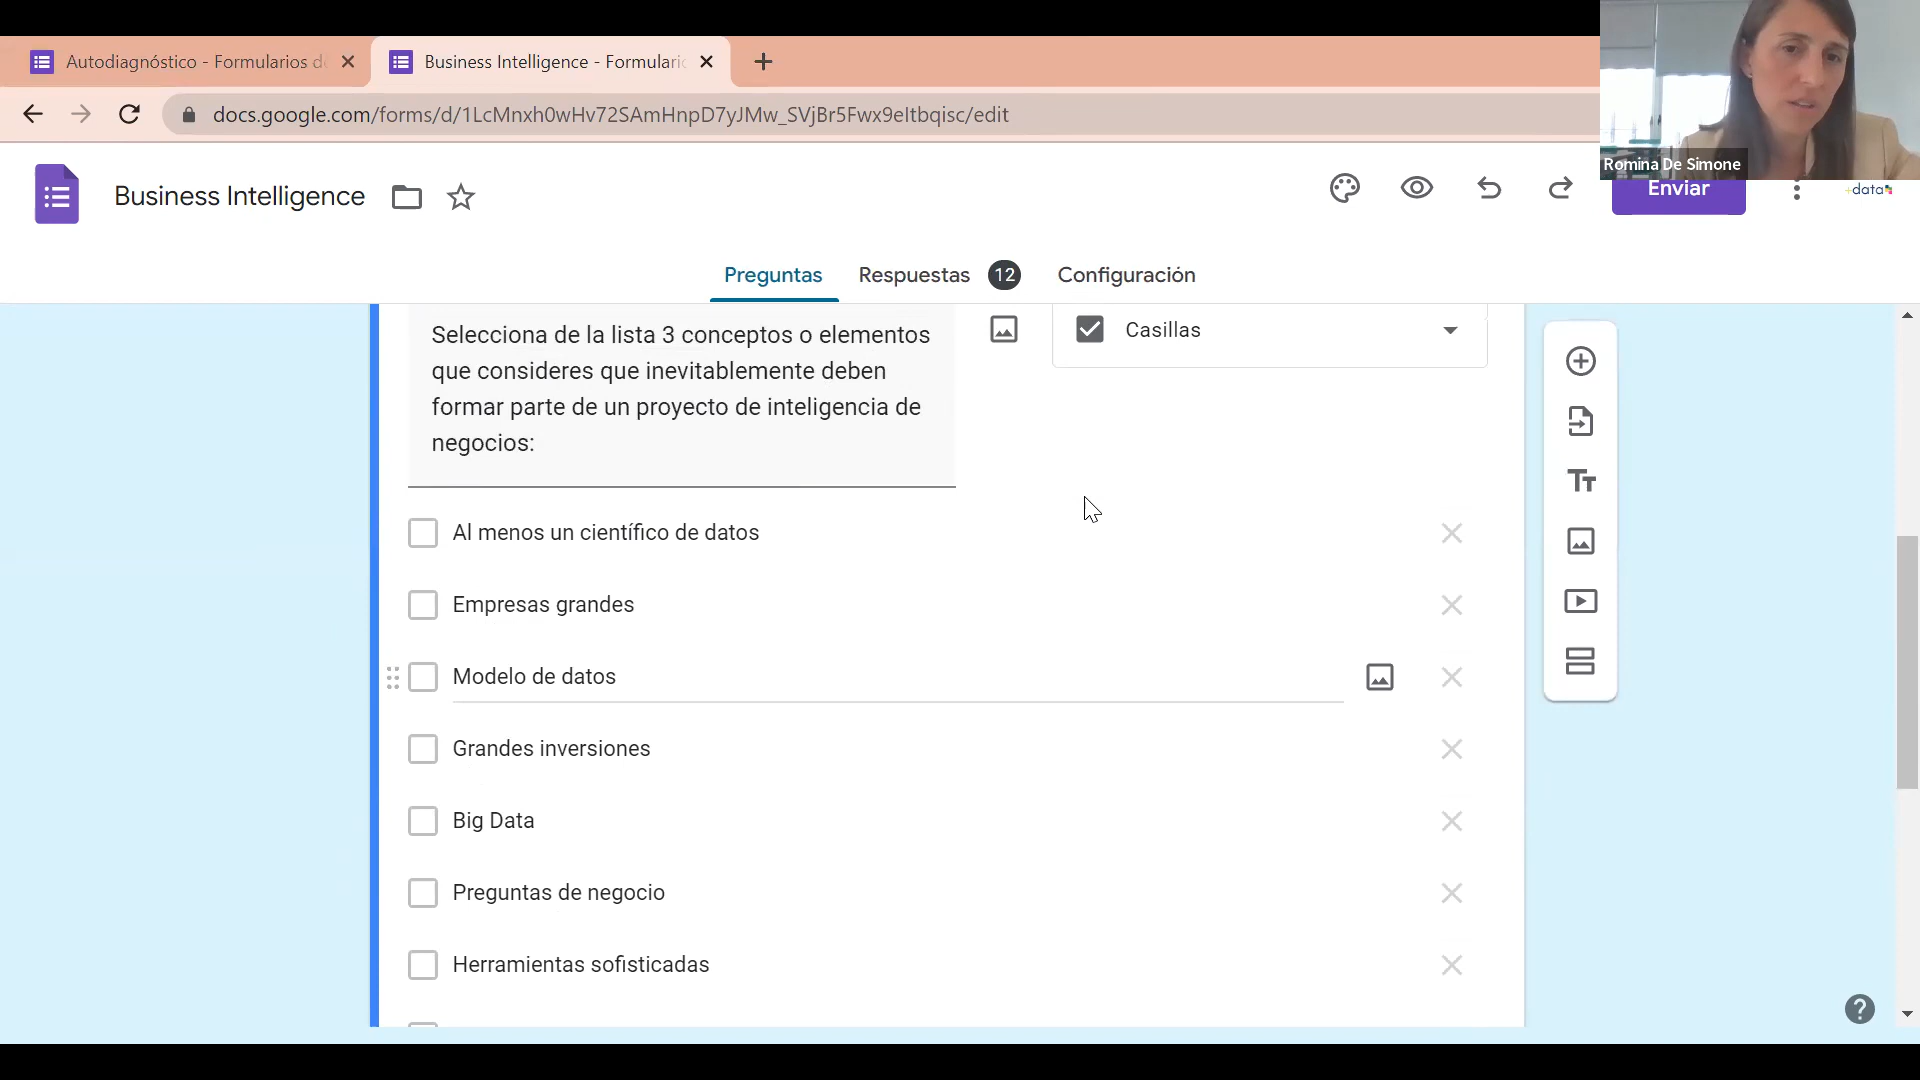 Autodiagnóstico - Formularios de
Business Intelligence - Formulario
docs.google.com/forms/d/1LcMnxh0wHv72SAmHnpD7yJMw_SVjBr5Fwx9eItbqisc/edit
Romina De Simone
Business Intelligence
Enviar
+data
Preguntas
Respuestas 12
Configuración
Selecciona de la lista 3 conceptos o elementos
que consideres que inevitablemente deben
formar parte de un proyecto de inteligencia de
negocios:
Casillas
Al menos un científico de datos
Empresas grandes
Modelo de datos
Grandes inversiones
Big Data
Preguntas de negocio
Herramientas sofisticadas